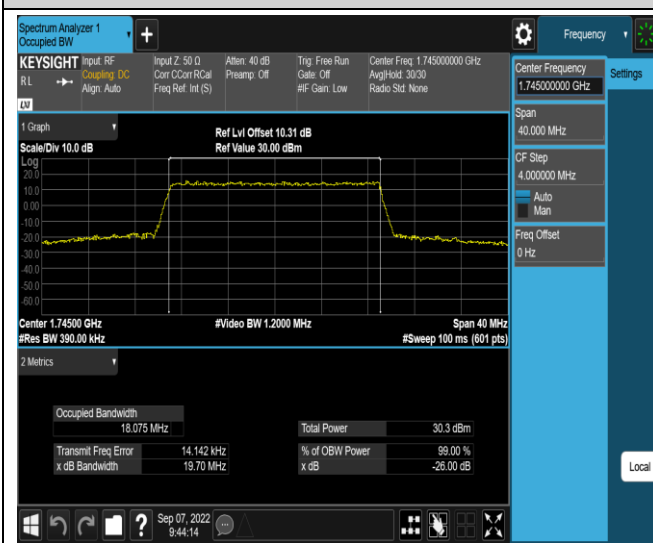 Spectrum Analyzer 1
Occupied BW
+
Frequency
KEYSIGHT
RL
LXI
Input: RF
Coupling: DC
Align: Auto
Input Z: 50 Ω
Corr CCorr RCal
Freq Ref: Int (S)
Atten: 40 dB
Preamp: Off
Trig: Free Run
Gate: Off
#IF Gain: Low
Center Freq: 1.745000000 GHz
Avg|Hold: 30/30
Radio Std: None
Center Frequency
1.745000000 GHz
Settings
Span
40.000 MHz
CF Step
4.000000 MHz
Auto
Man
Freq Offset
0 Hz
1 Graph
Scale/Div 10.0 dB
Ref Lvl Offset 10.31 dB
Ref Value 30.00 dBm
Log
20.0
10.0
0.00
-10.0
-20.0
-30.0
-40.0
-50.0
-60.0
Center 1.74500 GHz
#Video BW 1.2000 MHz
Span 40 MHz
#Res BW 390.00 kHz
#Sweep 100 ms (601 pts)
2 Metrics
Occupied Bandwidth
18.075 MHz
Total Power 30.3 dBm
Transmit Freq Error 14.142 kHz
% of OBW Power 99.00 %
x dB Bandwidth 19.70 MHz
x dB -26.00 dB
Local
?
Sep 07, 2022
9:44:14